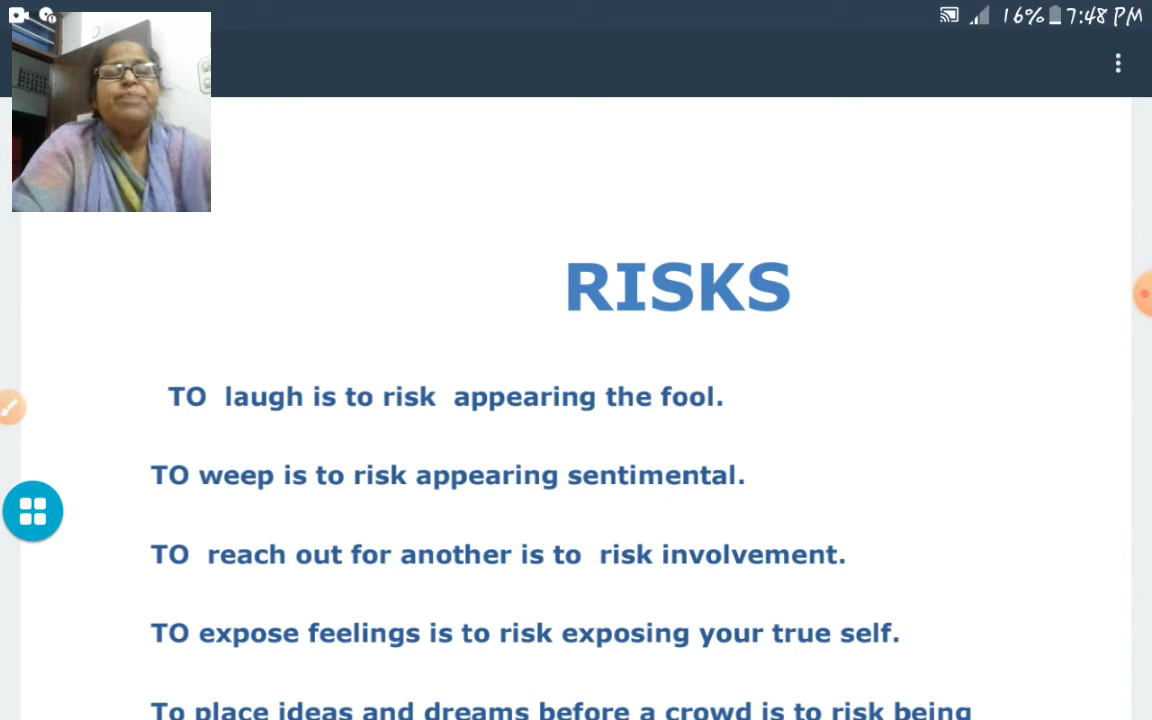 16% 7:48 PM
RISKS
TO laugh is to risk appearing the fool.
TO weep is to risk appearing sentimental.
TO reach out for another is to risk involvement.
TO expose feelings is to risk exposing your true self.
To place ideas and dreams before a crowd is to risk being